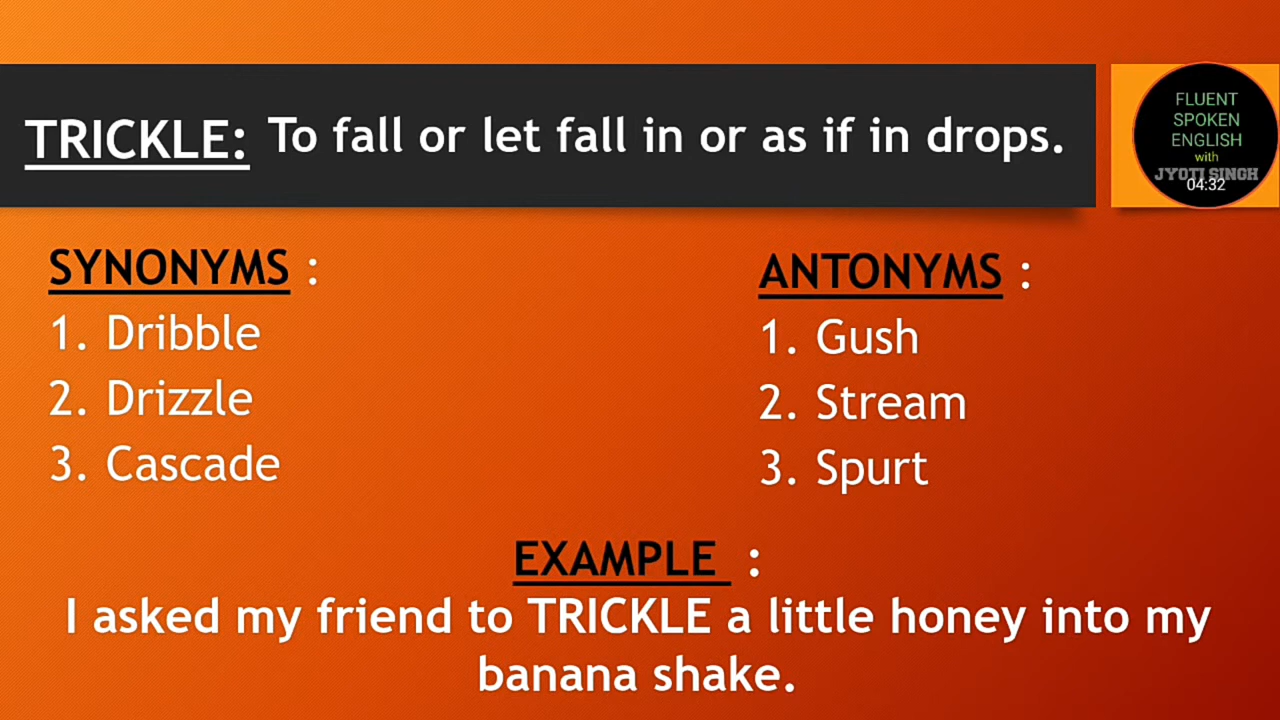 TRICKLE: To fall or let fall in or as if in drops.
FLUENT
SPOKEN
ENGLISH
with
JYOTI SINGH
04:32
SYNONYMS :
1. Dribble
2. Drizzle
3. Cascade
ANTONYMS :
1. Gush
2. Stream
3. Spurt
EXAMPLE :
I asked my friend to TRICKLE a little honey into my
banana shake.